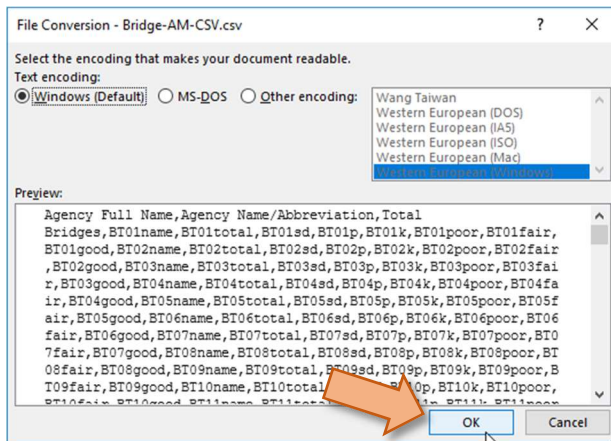 File Conversion - Bridge-AM-CSV.csv
Select the encoding that makes your document readable.
Text encoding:
Windows (Default) MS-DOS Other encoding:
Wang Taiwan
Western European (DOS)
Western European (IA5)
Western European (ISO)
Western European (Mac)
Western European (Windows)
Preview:
Agency Full Name,Agency Name/Abbreviation,Total
Bridges,BT01name,BT01total,BT01sd,BT01p,BT01k,BT01poor,BT01fair,
BT01good,BT02name,BT02total,BT02sd,BT02p,BT02k,BT02poor,BT02fair
,BT02good,BT03name,BT03total,BT03sd,BT03p,BT03k,BT03poor,BT03fai
r,BT03good,BT04name,BT04total,BT04sd,BT04p,BT04k,BT04poor,BT04fa
ir,BT04good,BT05name,BT05total,BT05sd,BT05p,BT05k,BT05poor,BT05f
air,BT05good,BT06name,BT06total,BT06sd,BT06p,BT06k,BT06poor,BT06
fair,BT06good,BT07name,BT07total,BT07sd,BT07p,BT07k,BT07poor,BT0
7fair,BT07good,BT08name,BT08total,BT08sd,BT08p,BT08k,BT08poor,BT
08fair,BT08good,BT09name,BT09total,BT09sd,BT09p,BT09k,BT09poor,B
T09fair,BT09good,BT10name,BT10total, 10p,BT10k,BT10poor,
BT10fair,BT10good,BT11name,BT11total
OK Cancel